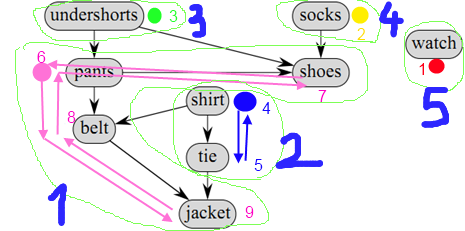 undershorts 3 3 socks 2 4
watch 1 5
6 pants shoes 7
8 shirt 4
belt 2
tie 5
1 jacket 9